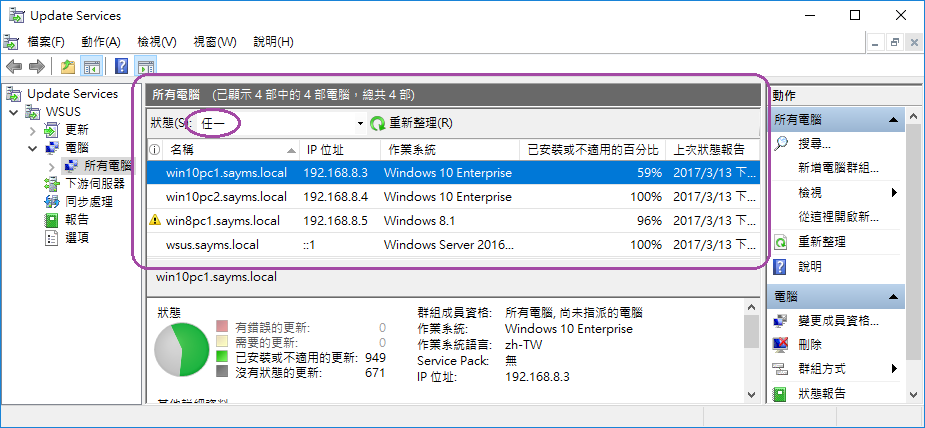 Update Services
檔案(F) 動作(A) 檢視(V) 視窗(W) 說明(H)
Update Services
WSUS
更新
電腦
所有電腦
下游伺服器
同步處理
報告
選項
所有電腦 (已顯示 4 部中的 4 部電腦，總共 4 部)
狀態(S): 任一 重新整理(R)
名稱 IP 位址 作業系統 已安裝或不適用的百分比 上次狀態報告
win10pc1.sayms.local 192.168.8.3 Windows 10 Enterprise 59% 2017/3/13 下...
win10pc2.sayms.local 192.168.8.4 Windows 10 Enterprise 100% 2017/3/13 下...
win8pc1.sayms.local 192.168.8.5 Windows 8.1 96% 2017/3/13 下...
wsus.sayms.local ::1 Windows Server 2016... 100% 2017/3/13 下...
win10pc1.sayms.local
狀態
有錯誤的更新: 0
需要的更新: 0
已安裝或不適用的更新: 949
沒有狀態的更新: 671
群組成員資格: 所有電腦, 尚未指派的電腦
作業系統: Windows 10 Enterprise
作業系統語言: zh-TW
Service Pack: 無
IP 位址: 192.168.8.3
動作
所有電腦
搜尋...
新增電腦群組...
檢視
從這裡開啟新...
重新整理
說明
電腦
變更成員資格...
刪除
群組方式
狀態報告